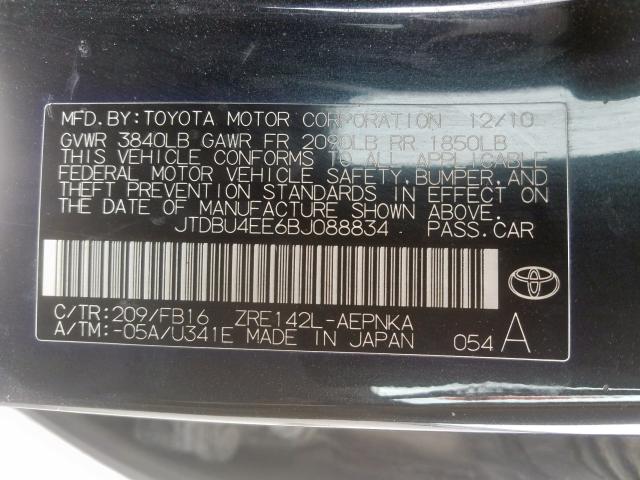 MFD. BY: TOYOTA MOTOR CORPORATION 12/10
GVWR 3840LB GAWR FR 2090LB RR 1850LB
THIS VEHICLE CONFORMS TO ALL APPLICABLE
FEDERAL MOTOR VEHICLE SAFETY, BUMPER, AND
THEFT PREVENTION STANDARDS IN EFFECT ON
THE DATE OF MANUFACTURE SHOWN ABOVE.
JTDBU4EE6BJ088834 PASS.CAR
C/TR: 209/FB16 ZRE142L-AEPNKA
A/TM: -05A/U341E MADE IN JAPAN 054 A